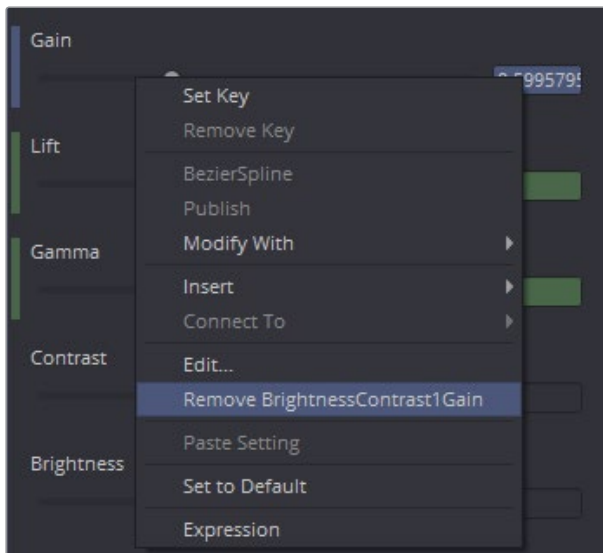 Gain
Set Key
Remove Key
Lift
BezierSpline
Publish
Modify With
Gamma
Insert
Connect To
Contrast
Edit...
Remove BrightnessContrast1Gain
Paste Setting
Brightness
Set to Default
Expression